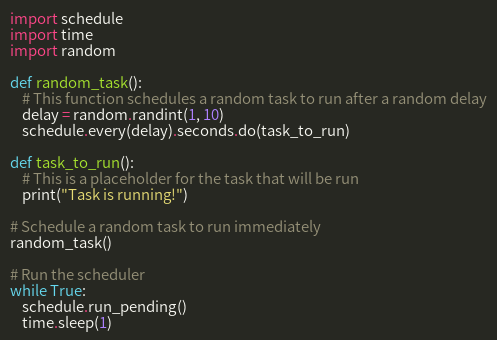 import schedule
import time
import random

def random_task():
    # This function schedules a random task to run after a random delay
    delay = random.randint(1, 10)
    schedule.every(delay).seconds.do(task_to_run)

def task_to_run():
    # This is a placeholder for the task that will be run
    print("Task is running!")

# Schedule a random task to run immediately
random_task()

# Run the scheduler
while True:
    schedule.run_pending()
    time.sleep(1)